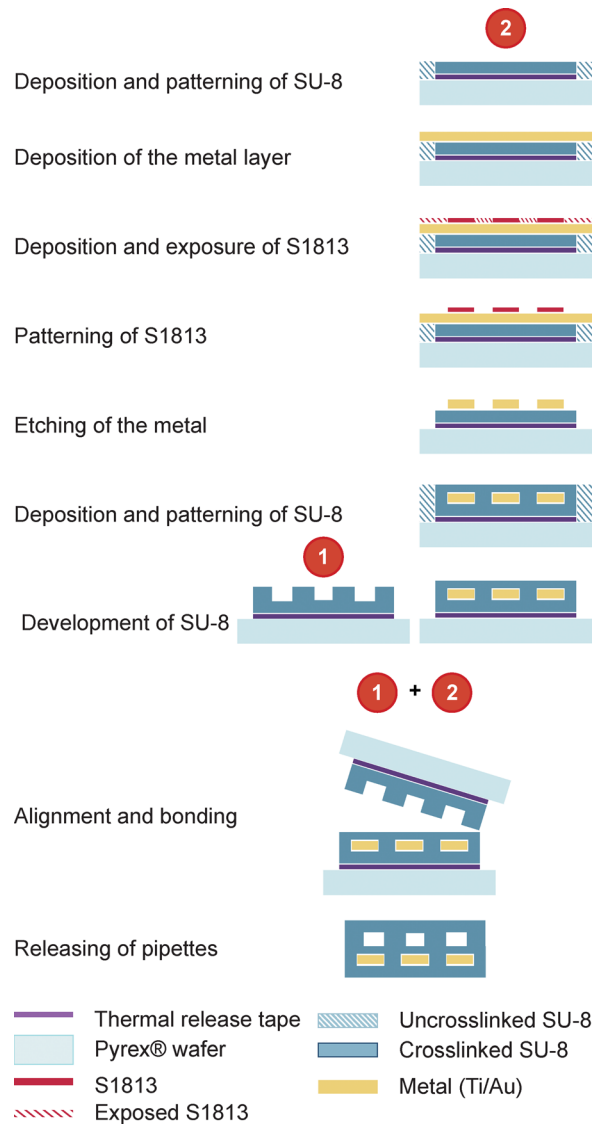 2
Deposition and patterning of SU-8
Deposition of the metal layer
Deposition and exposure of S1813
Patterning of S1813
Etching of the metal
Deposition and patterning of SU-8
1
Development of SU-8
1 + 2
Alignment and bonding
Releasing of pipettes
Thermal release tape
Uncrosslinked SU-8
Pyrex® wafer
Crosslinked SU-8
S1813
Metal (Ti/Au)
Exposed S1813